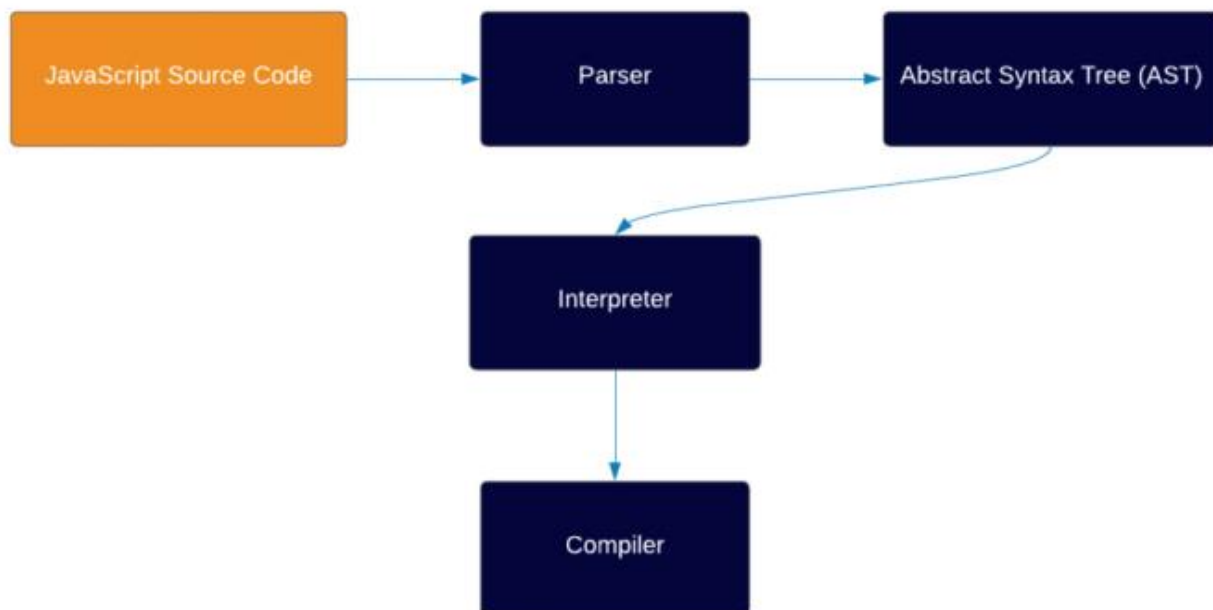 JavaScript Source Code
Parser
Abstract Syntax Tree (AST)
Interpreter
Compiler